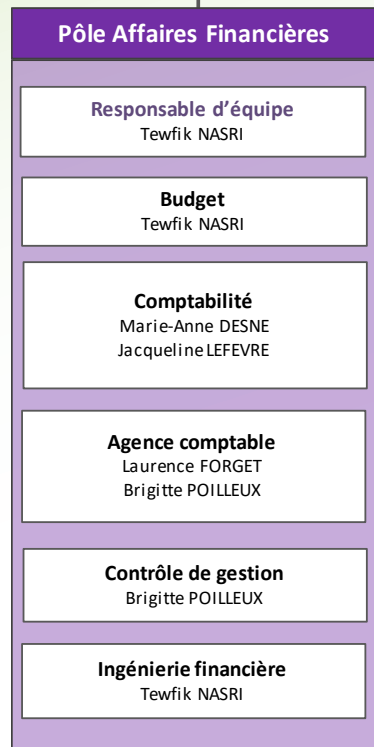 Pôle Affaires Financières
Responsable d'équipe
Tewfik NASRI
Budget
Tewfik NASRI
Comptabilité
Marie-Anne DESNE
Jacqueline LEFEVRE
Agence comptable
Laurence FORGET
Brigitte POILLEUX
Contrôle de gestion
Brigitte POILLEUX
Ingénierie financière
Tewfik NASRI